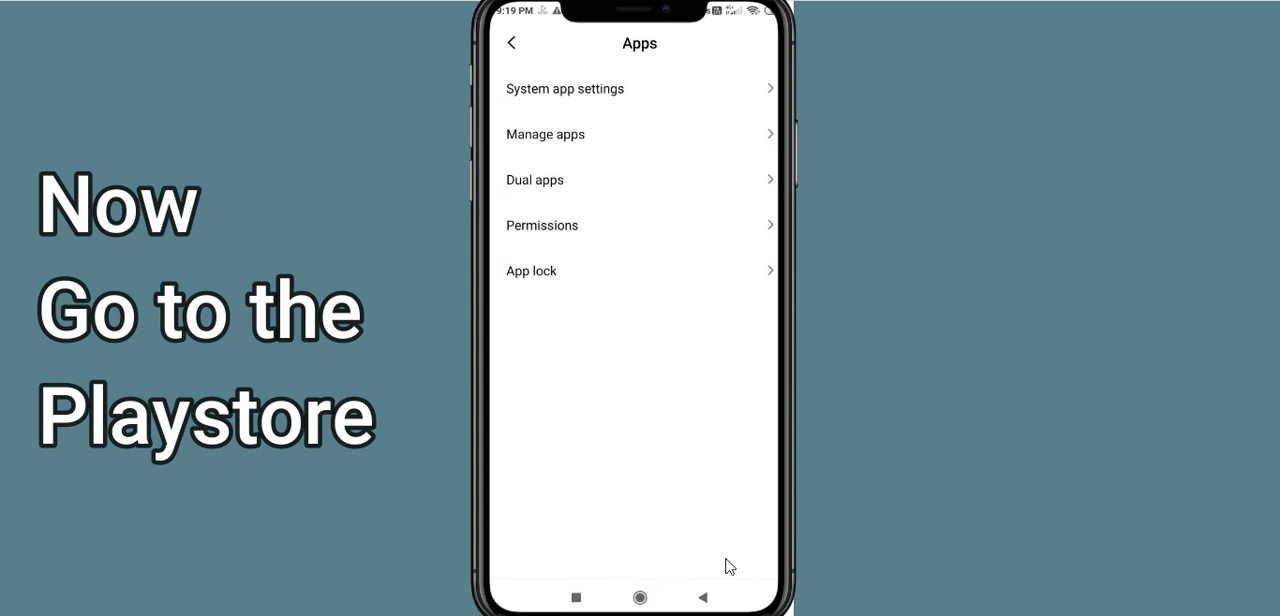 9:19 PM
Apps
System app settings
Manage apps
Dual apps
Permissions
App lock
Now
Go to the
Playstore